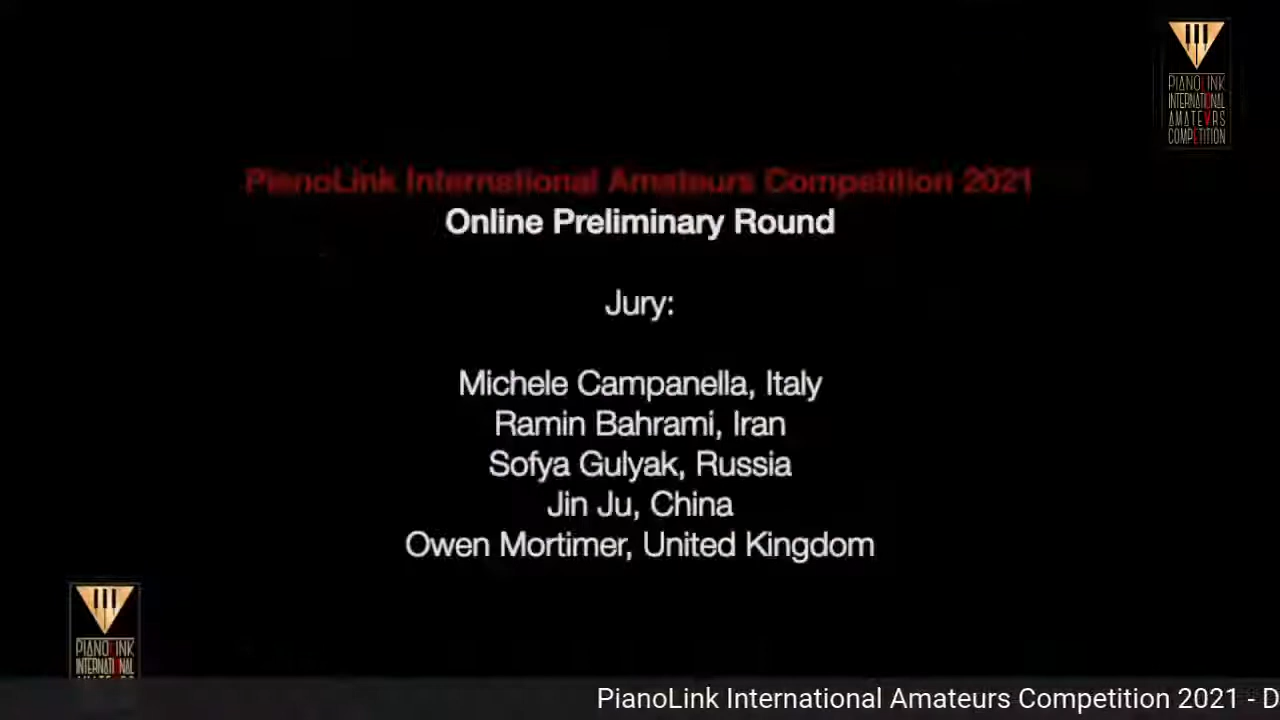 PIANOLINK
INTERNATIONAL
AMATEVRS
COMPETITION
PianoLink International Amateurs Competition 2021
Online Preliminary Round
Jury:
Michele Campanella, Italy
Ramin Bahrami, Iran
Sofya Gulyak, Russia
Jin Ju, China
Owen Mortimer, United Kingdom
PIANOLINK
INTERNATIONAL
PianoLink International Amateurs Competition 2021 - D